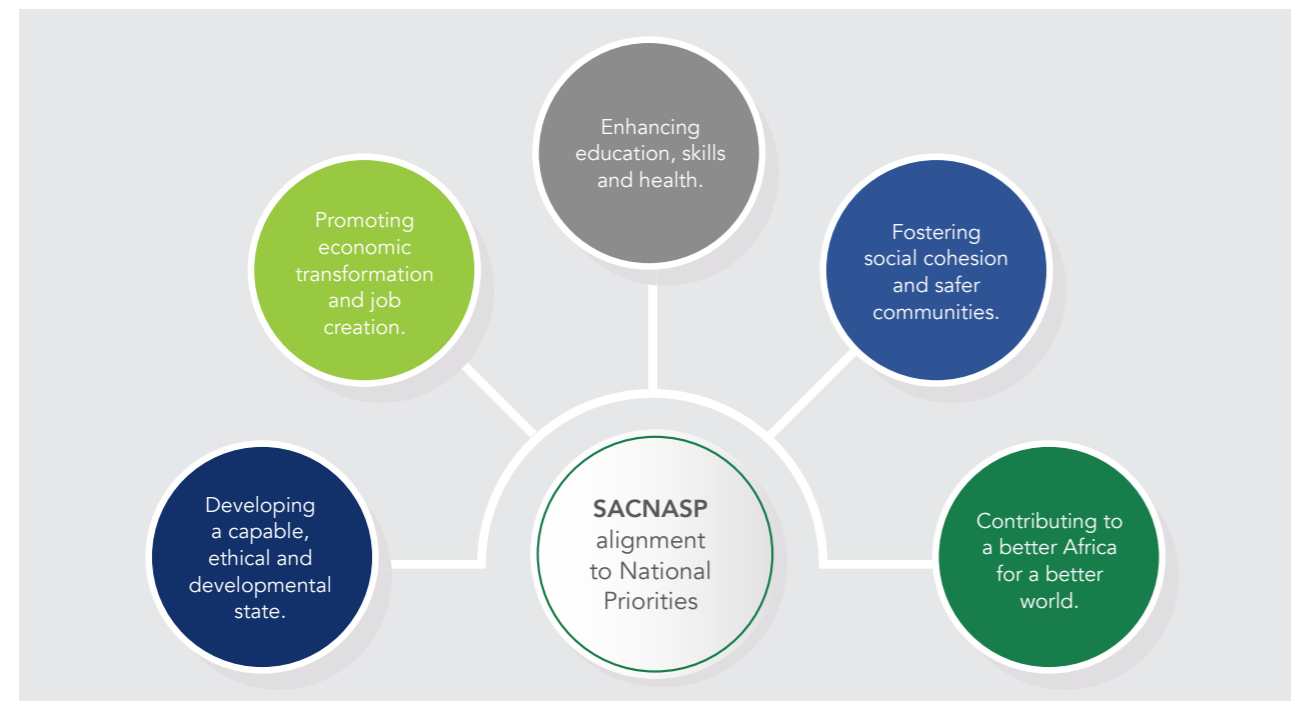 Enhancing
education, skills
and health.
Promoting
economic
transformation
and job
creation.
Fostering
social cohesion
and safer
communities.
Developing
a capable,
ethical and
developmental
state.
SACNASP
alignment
to National
Priorities
Contributing to
a better Africa
for a better
world.